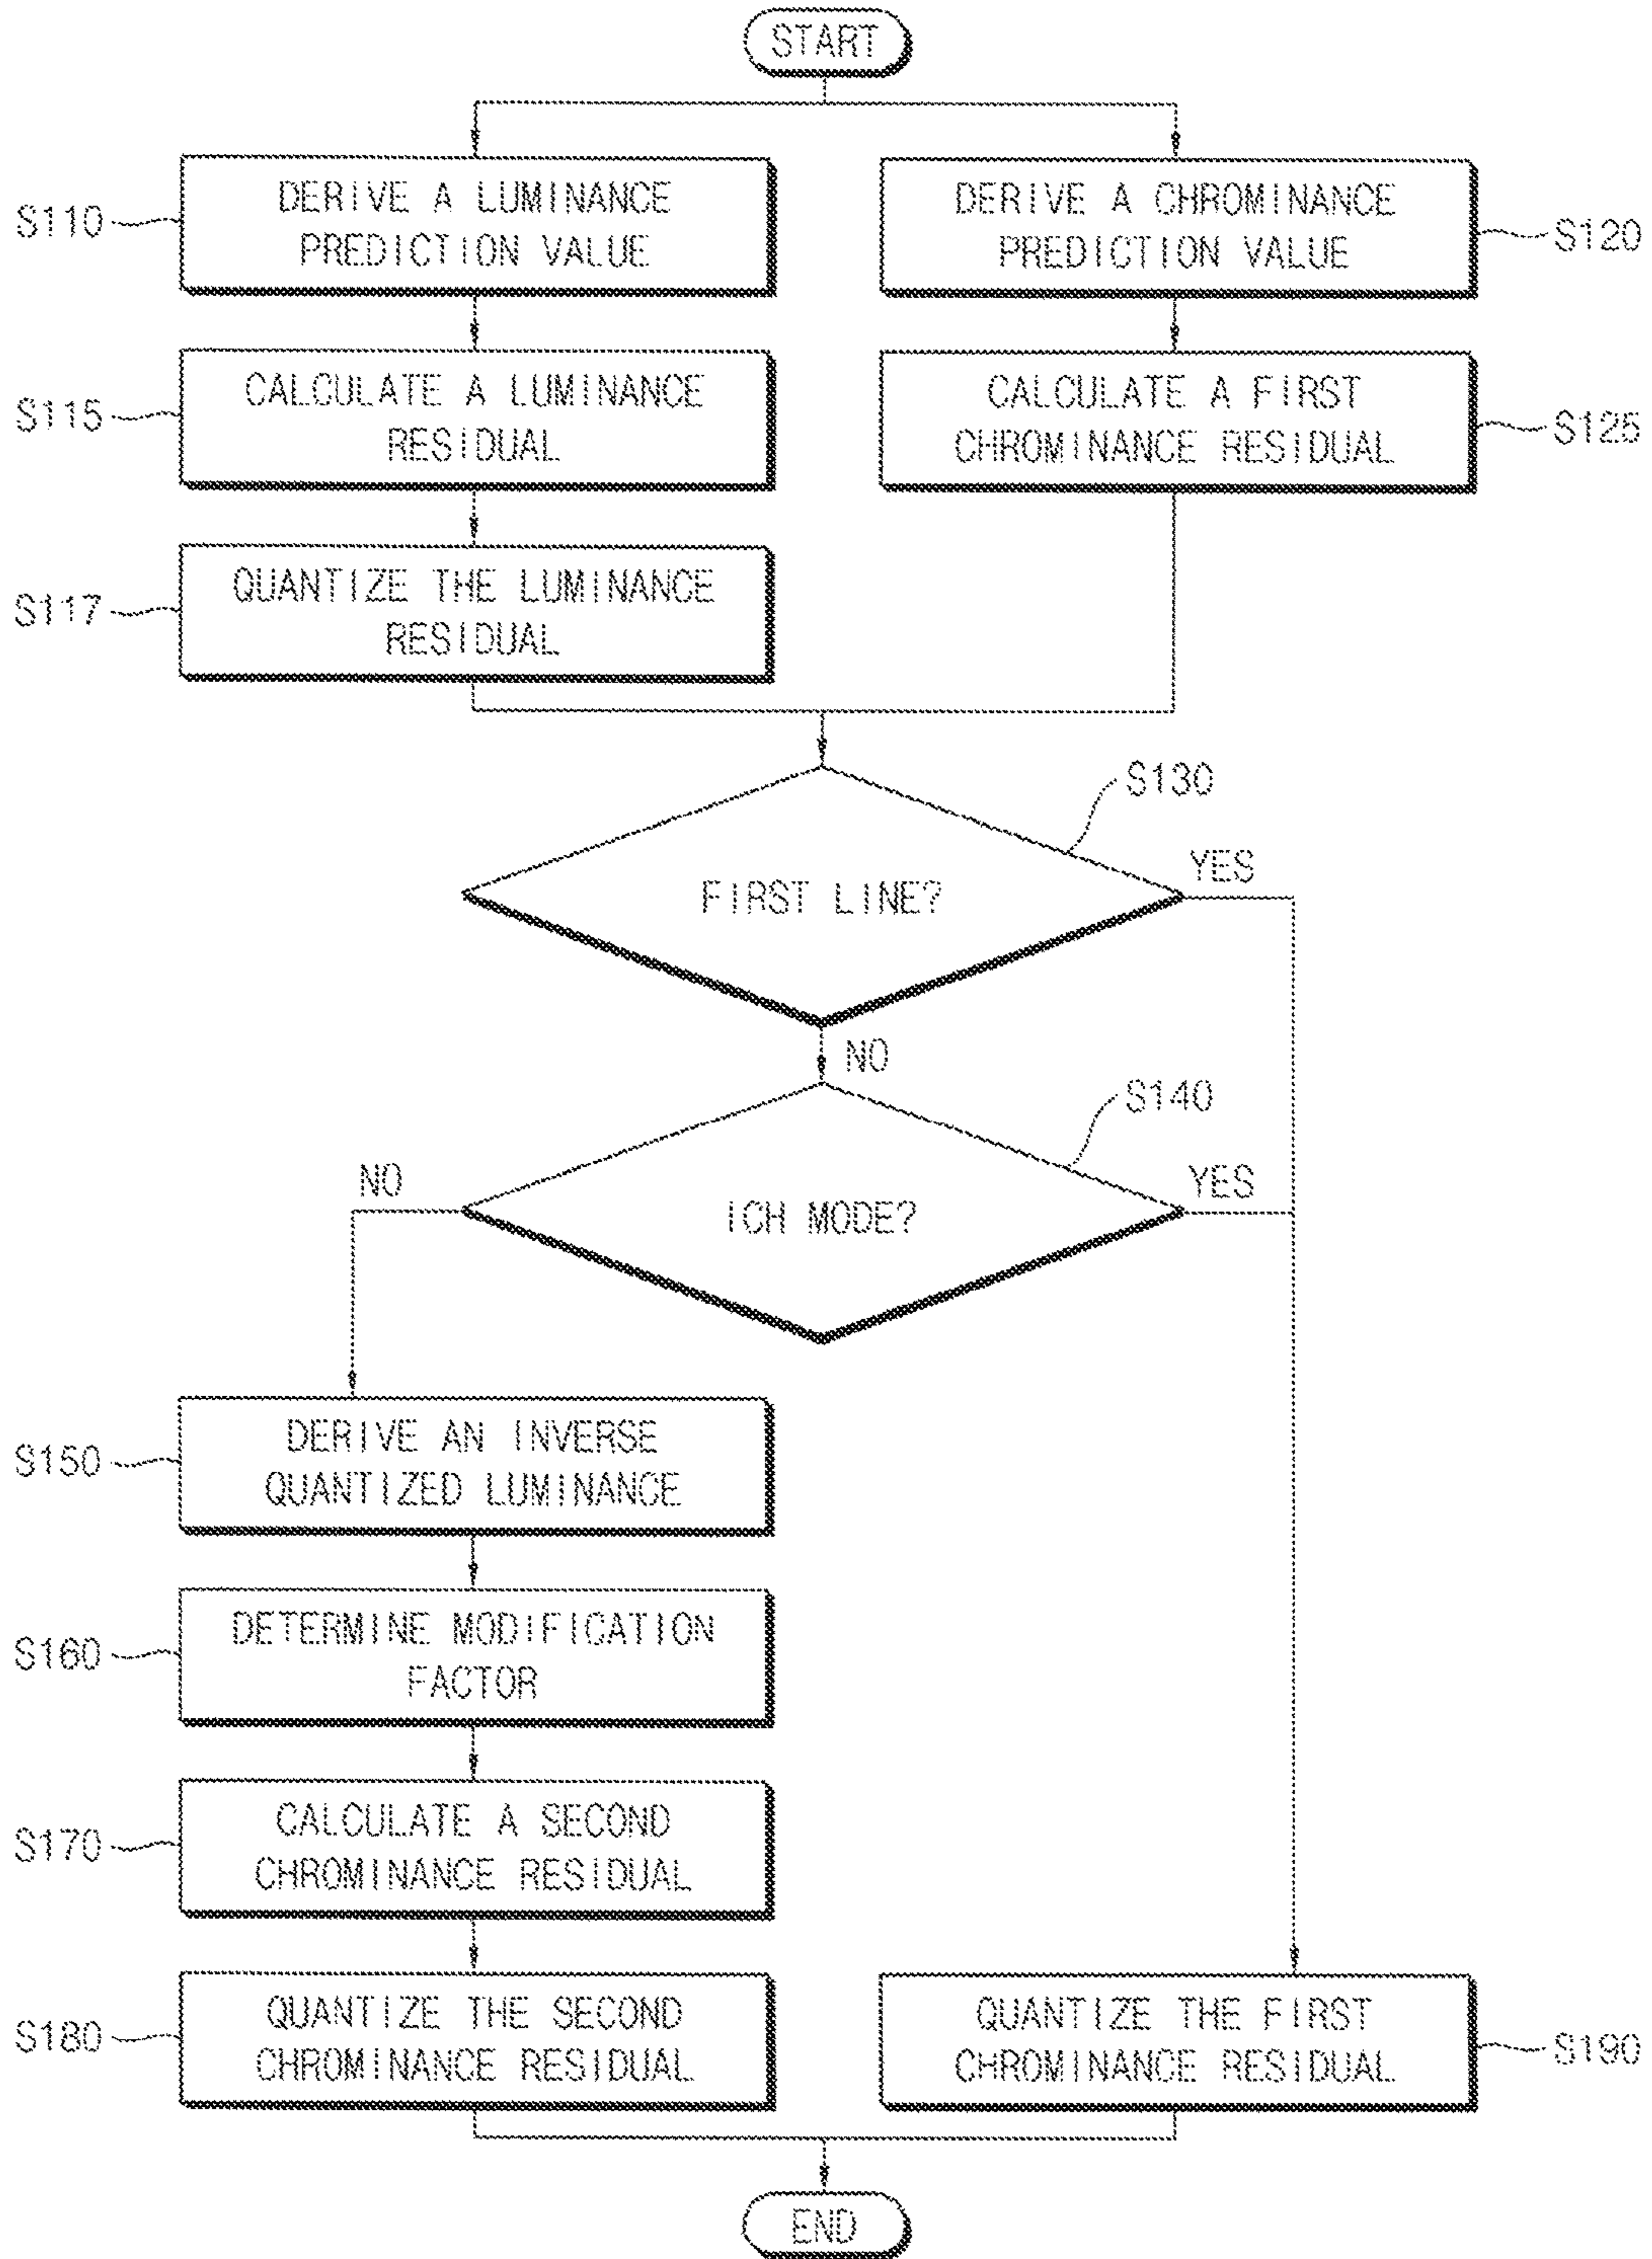 START
DERIVE A LUMINANCE
PREDICTION VALUE
S110
DERIVE A CHROMINANCE
PREDICTION VALUE
S120
CALCULATE A LUMINANCE
RESIDUAL
S115
CALCULATE A FIRST
CHROMINANCE RESIDUAL
S125
QUANTIZE THE LUMINANCE
RESIDUAL
S117
S130
FIRST LINE?
YES
NO
S140
ICH MODE?
NO
YES
DERIVE AN INVERSE
QUANTIZED LUMINANCE
S150
DETERMINE MODIFICATION
FACTOR
S160
CALCULATE A SECOND
CHROMINANCE RESIDUAL
S170
QUANTIZE THE SECOND
CHROMINANCE RESIDUAL
S180
QUANTIZE THE FIRST
CHROMINANCE RESIDUAL
S190
END